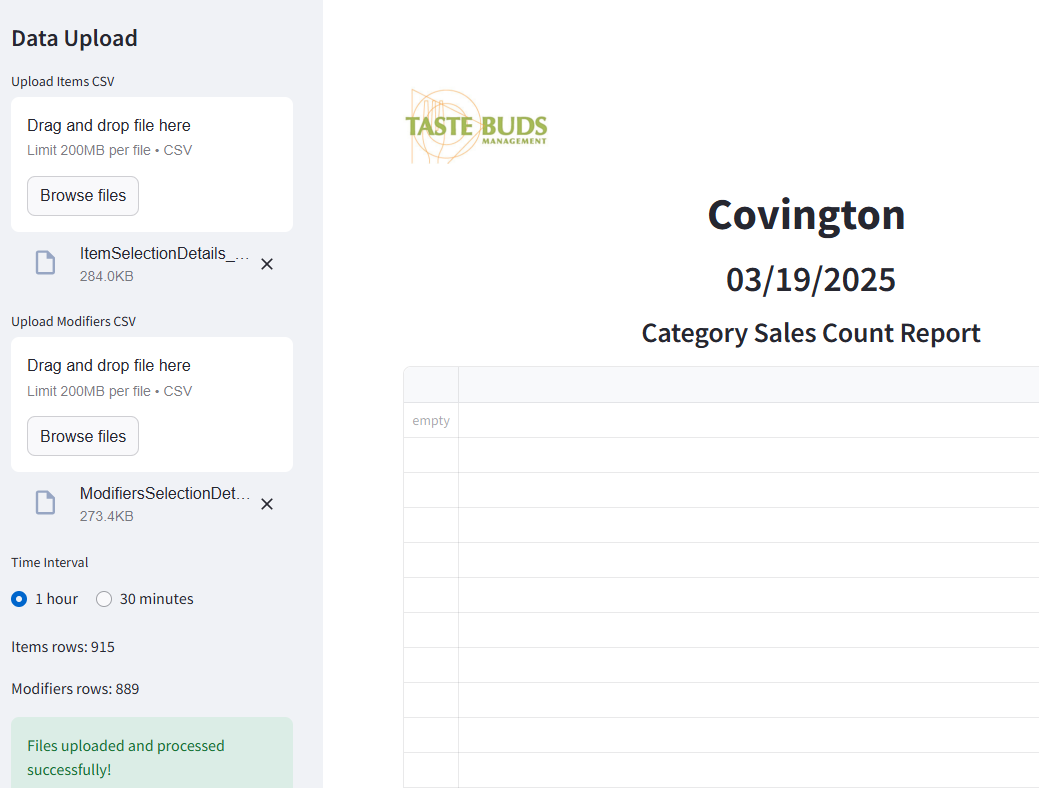 Data Upload
Upload Items CSV
Drag and drop file here
Limit 200MB per file • CSV
Browse files
ItemSelectionDetails_...
284.0KB
Upload Modifiers CSV
Drag and drop file here
Limit 200MB per file • CSV
Browse files
ModifiersSelectionDet...
273.4KB
Time Interval
1 hour
30 minutes
Items rows: 915
Modifiers rows: 889
Files uploaded and processed
successfully!
TASTE BUDS
MANAGEMENT
Covington
03/19/2025
Category Sales Count Report
empty